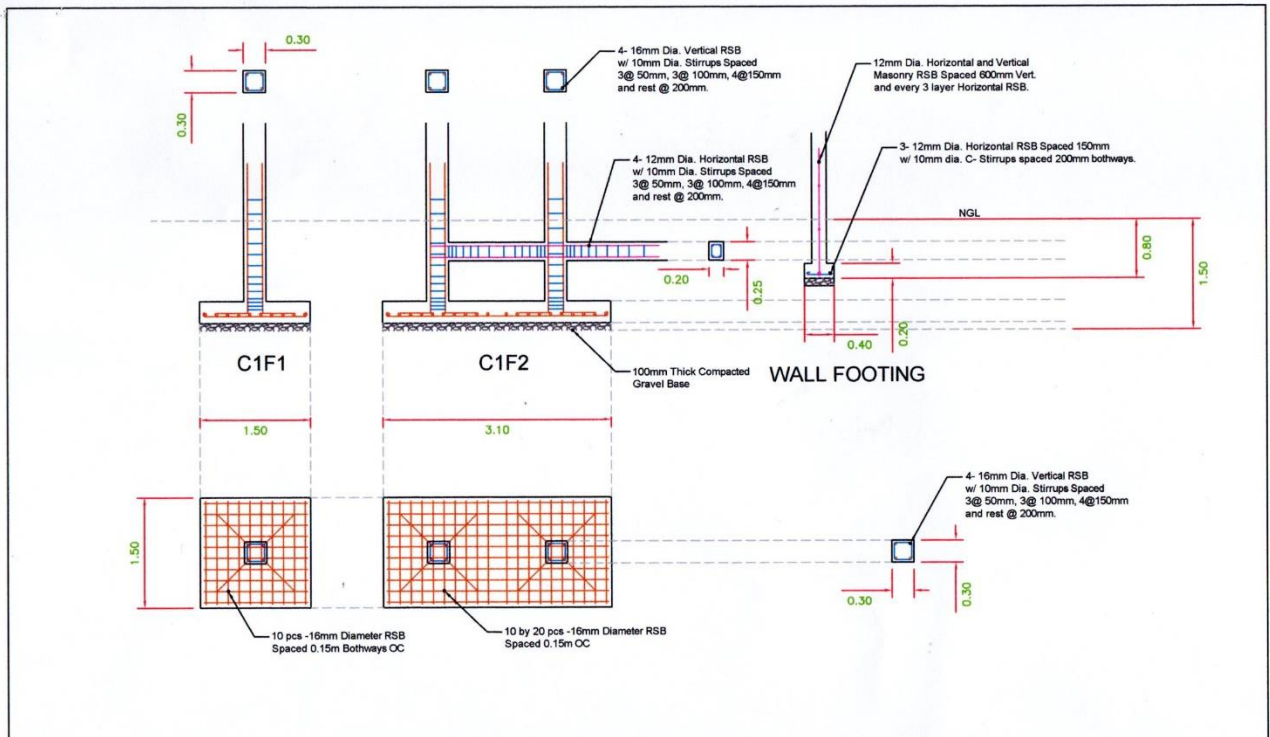 0.30
0.30
4- 16mm Dia. Vertical RSB
w/ 10mm Dia. Stirrups Spaced
3@ 50mm, 3@ 100mm, 4@150mm
and rest @ 200mm.
12mm Dia. Horizontal and Vertical
Masonry RSB Spaced 600mm Vert.
and every 3 layer Horizontal RSB.
3- 12mm Dia. Horizontal RSB Spaced 150mm
w/ 10mm dia. C- Stirrups spaced 200mm bothways.
4- 12mm Dia. Horizontal RSB
w/ 10mm Dia. Stirrups Spaced
3@ 50mm, 3@ 100mm, 4@150mm
and rest @ 200mm.
NGL
0.80
1.50
0.20
0.25
0.20
0.40
C1F1
C1F2
100mm Thick Compacted
Gravel Base
WALL FOOTING
1.50
3.10
1.50
4- 16mm Dia. Vertical RSB
w/ 10mm Dia. Stirrups Spaced
3@ 50mm, 3@ 100mm, 4@150mm
and rest @ 200mm.
0.30
0.30
10 pcs -16mm Diameter RSB
Spaced 0.15m Bothways OC
10 by 20 pcs -16mm Diameter RSB
Spaced 0.15m OC